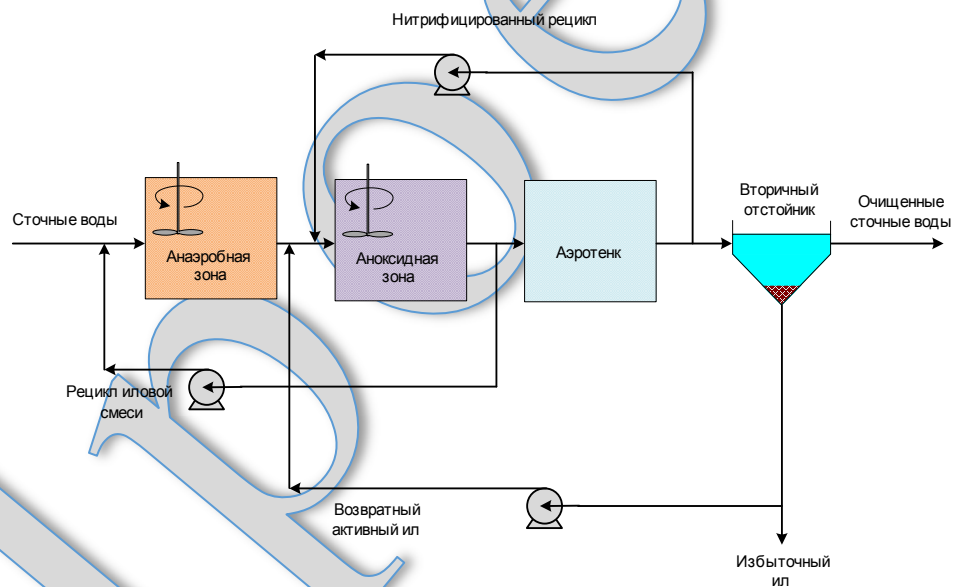 Нитрифицированный рецикл
Сточные воды
Анаэробная
зона
Аноксидная
зона
Аэротенк
Вторичный
отстойник
Очищенные
сточные воды
Рецикл иловой
смеси
Возвратный
активный ил
Избыточный
ил